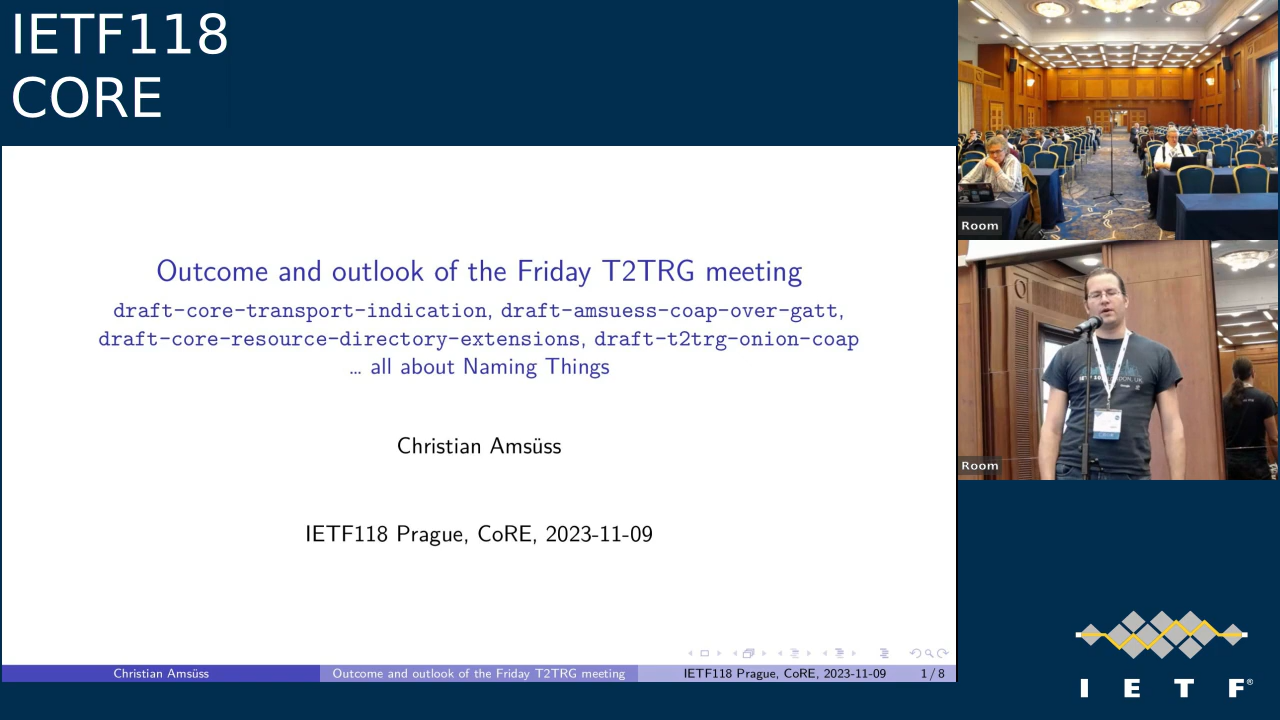 IETF118
CORE
Outcome and outlook of the Friday T2TRG meeting
draft-core-transport-indication, draft-amsuess-coap-over-gatt,
draft-core-resource-directory-extensions, draft-t2trg-onion-coap
… all about Naming Things
Christian Amsüss
IETF118 Prague, CoRE, 2023-11-09
Christian Amsüss
Outcome and outlook of the Friday T2TRG meeting
IETF118 Prague, CoRE, 2023-11-09
1 / 8
Room
Room
I E T F®